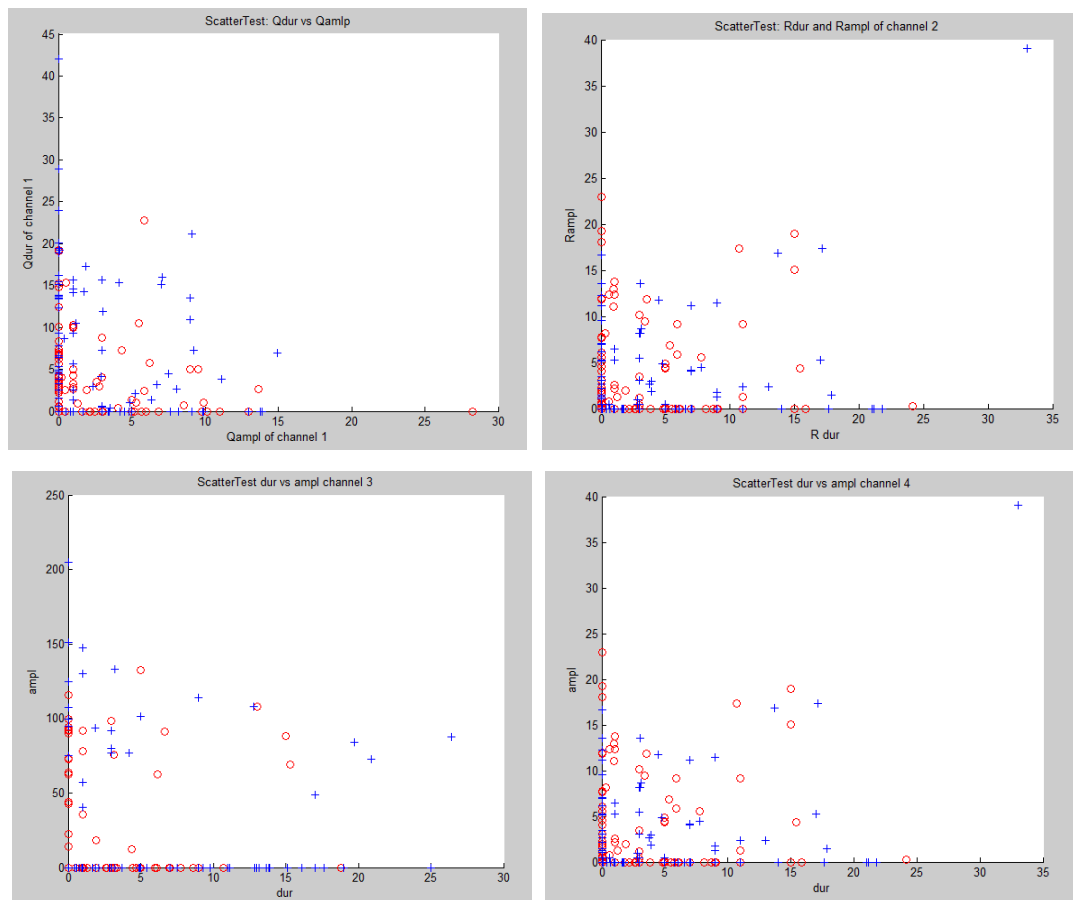 ScatterTest: Qdur vs Qamlp
45
40
35
30
25
20
15
10
5
0
Qdur of channel 1
0 5 10 15 20 25 30
Qampl of channel 1
ScatterTest: Rdur and Rampl of channel 2
40
35
30
25
20
15
10
5
0
Rampl
0 5 10 15 20 25 30 35
R dur
ScatterTest dur vs ampl channel 3
250
200
150
100
50
0
ampl
0 5 10 15 20 25 30
dur
ScatterTest dur vs ampl channel 4
40
35
30
25
20
15
10
5
0
ampl
0 5 10 15 20 25 30 35
dur